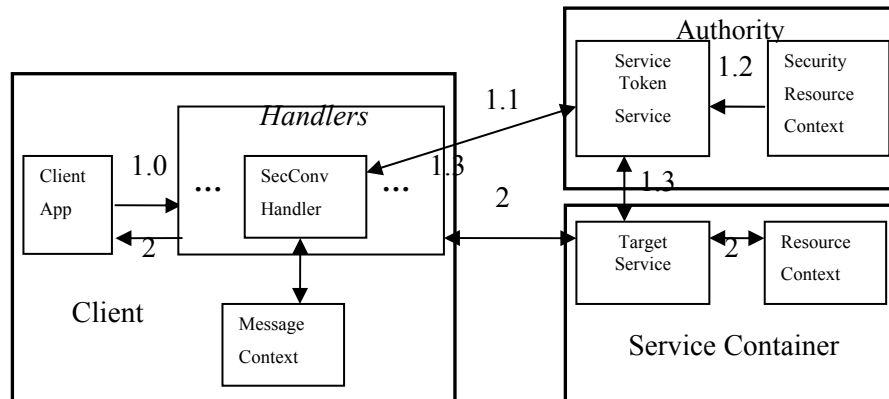 Authority
Service
Token
Service
1.2
Security
Resource
Context
1.1
Handlers
1.0
...
SecConv
Handler
...
1.3
Client
App
2
2
1.3
Target
Service
2
Resource
Context
Client
Message
Context
Service Container